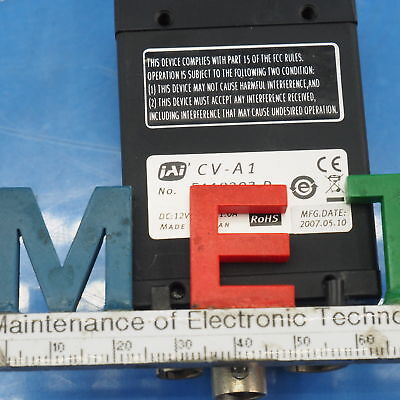 THIS DEVICE COMPLIES WITH PART 15 OF THE FCC RULES.
OPERATION IS SUBJECT TO THE FOLLOWING TWO CONDITION:
(1) THIS DEVICE MAY NOT CAUSE HARMFUL INTERFERENCE, AND
(2) THIS DEVICE MUST ACCEPT ANY INTERFERENCE RECEIVED,
INCLUDING INTERFERENCE THAT MAY CAUSE UNDESIRED OPERATION.
JAI CV-A1 CE
No.
DC:12V RoHS MFG.DATE:
MADE 2007.05.10
MET
Maintenance of Electronic
10 20 30 40 50 60